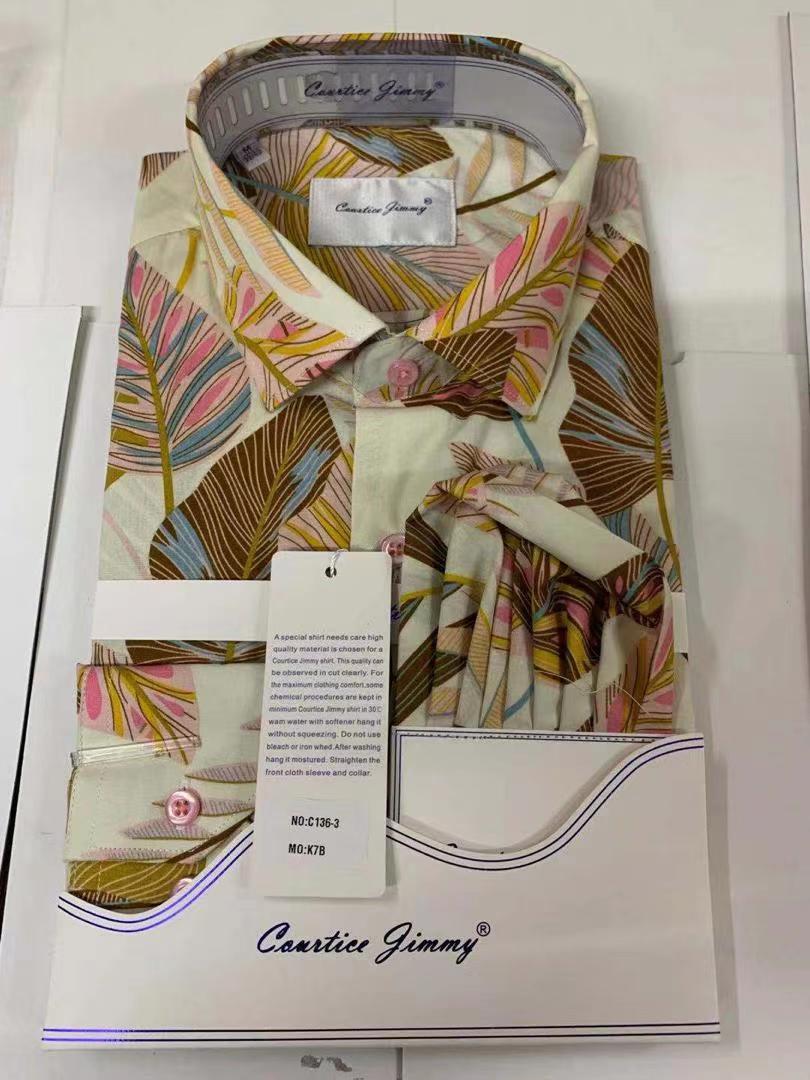 Courtice Jimmy®
M
Courtice Jimmy®
A special shirt needs care high
quality material is chosen for a
Courtice Jimmy shirt. This quality can
be observed in cut clearly. For
the maximum clothing comfort,some
chemical procedures are kept in
minimum Courtice Jimmy shirt in 30℃
wam water with softener hang it
without squeezing. Do not use
bleach or iron whed.After washing
hang it mostured. Straighten the
front cloth sleeve and collar.
NO:C136-3
MO:K7B
Courtice Jimmy®